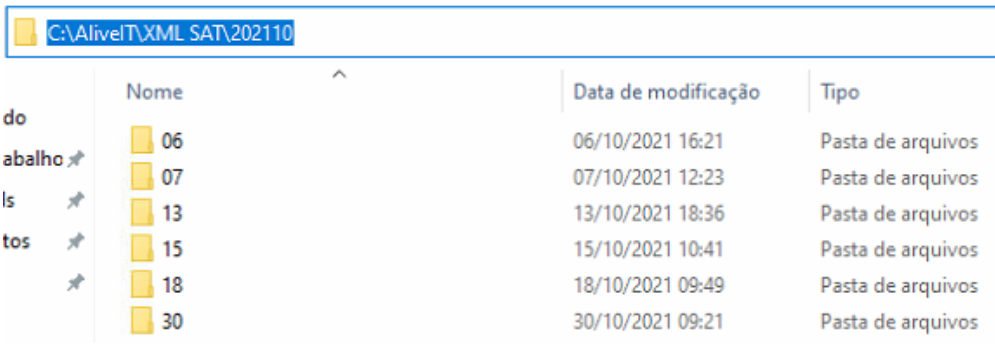 C:\AliveIT\XML SAT\202110
Nome Data de modificação Tipo
do
06 06/10/2021 16:21 Pasta de arquivos
abalho
07 07/10/2021 12:23 Pasta de arquivos
ls
13 13/10/2021 18:36 Pasta de arquivos
tos
15 15/10/2021 10:41 Pasta de arquivos
18 18/10/2021 09:49 Pasta de arquivos
30 30/10/2021 09:21 Pasta de arquivos